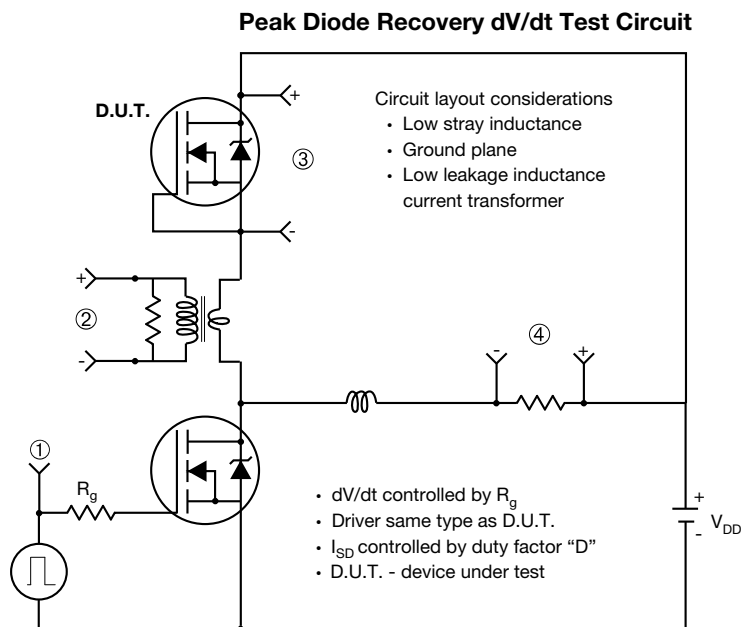 Peak Diode Recovery dV/dt Test Circuit
D.U.T.
+
Circuit layout considerations
• Low stray inductance
• Ground plane
• Low leakage inductance
current transformer
③
-
+
②
-
-
④
+
①
Rg
• dV/dt controlled by Rg
• Driver same type as D.U.T.
• ISD controlled by duty factor “D”
• D.U.T. - device under test
+
VDD
-